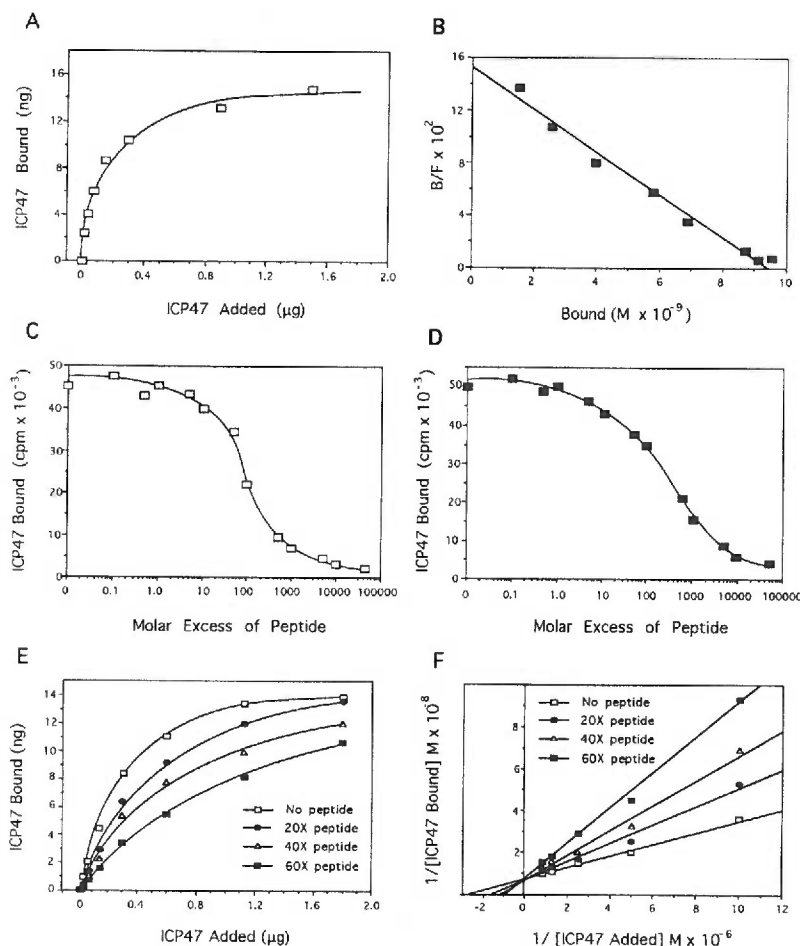 A
ICP47 Bound (ng)
16
12
8
4
0
0
0.4
0.8
1.2
1.6
2.0
ICP47 Added (µg)
B
B/F x 10²
16
12
8
4
0
0
2
4
6
8
10
Bound (M x 10⁻⁹)
C
ICP47 Bound (cpm x 10⁻³)
50
40
30
20
10
0
0
0.1
1.0
10
100
1000
10000
100000
Molar Excess of Peptide
D
ICP47 Bound (cpm x 10⁻³)
50
40
30
20
10
0
0
0.1
1.0
10
100
1000
10000
100000
Molar Excess of Peptide
E
ICP47 Bound (ng)
14
12
10
8
6
4
2
0
0
0.4
0.8
1.2
1.6
2.0
No peptide
20X peptide
40X peptide
60X peptide
ICP47 Added (µg)
F
1/[ICP47 Bound] M x 10⁻⁸
8
6
4
2
-4
-2
0
2
4
6
8
10
12
No peptide
20X peptide
40X peptide
60X peptide
1/ [ICP47 Added] M x 10⁻⁶